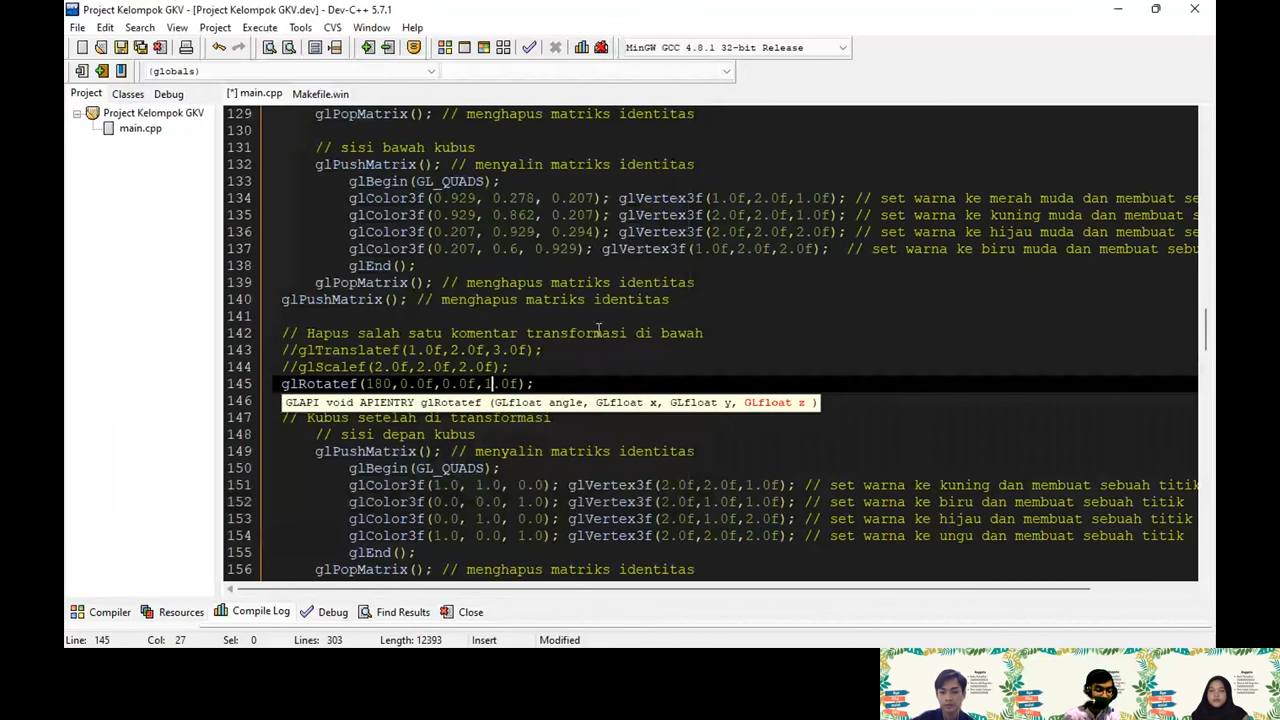 Project Kelompok GKV - [Project Kelompok GKV.dev] - Dev-C++ 5.7.1
File Edit Search View Project Execute Tools CVS Window Help
MinGW GCC 4.8.1 32-bit Release
(globals)
Project Classes Debug
[*] main.cpp Makefile.win
Project Kelompok GKV
main.cpp
129 glPopMatrix(); // menghapus matriks identitas
130
131 // sisi bawah kubus
132 glPushMatrix(); // menyalin matriks identitas
133 glBegin(GL_QUADS);
134 glColor3f(0.929, 0.278, 0.207); glVertex3f(1.0f,2.0f,1.0f); // set warna ke merah muda dan membuat se
135 glColor3f(0.929, 0.862, 0.207); glVertex3f(2.0f,2.0f,1.0f); // set warna ke kuning muda dan membuat s
136 glColor3f(0.207, 0.929, 0.294); glVertex3f(2.0f,2.0f,2.0f); // set warna ke hijau muda dan membuat se
137 glColor3f(0.207, 0.6, 0.929); glVertex3f(1.0f,2.0f,2.0f); // set warna ke biru muda dan membuat seb
138 glEnd();
139 glPopMatrix(); // menghapus matriks identitas
140 glPushMatrix(); // menghapus matriks identitas
141
142 // Hapus salah satu komentar transformasi di bawah
143 //glTranslatef(1.0f,2.0f,3.0f);
144 //glScalef(2.0f,2.0f,2.0f);
145 glRotatef(180,0.0f,0.0f,1.0f);
146 GLAPI void APIENTRY glRotatef (GLfloat angle, GLfloat x, GLfloat y, GLfloat z )
147 // Kubus setelah di transformasi
148 // sisi depan kubus
149 glPushMatrix(); // menyalin matriks identitas
150 glBegin(GL_QUADS);
151 glColor3f(1.0, 1.0, 0.0); glVertex3f(2.0f,2.0f,1.0f); // set warna ke kuning dan membuat sebuah titik
152 glColor3f(0.0, 0.0, 1.0); glVertex3f(2.0f,1.0f,1.0f); // set warna ke biru dan membuat sebuah titik
153 glColor3f(0.0, 1.0, 0.0); glVertex3f(2.0f,1.0f,2.0f); // set warna ke hijau dan membuat sebuah titik
154 glColor3f(1.0, 0.0, 1.0); glVertex3f(2.0f,2.0f,2.0f); // set warna ke ungu dan membuat sebuah titik
155 glEnd();
156 glPopMatrix(); // menghapus matriks identitas
Compiler Resources Compile Log Debug Find Results Close
Line: 145 Col: 27 Sel: 0 Lines: 303 Length: 12393 Insert Modified